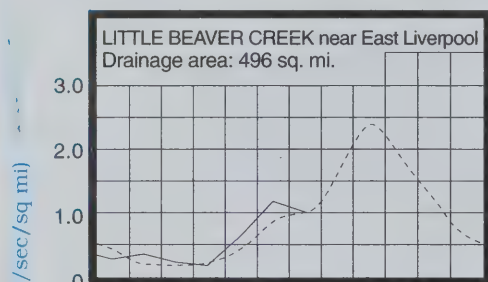 LITTLE BEAVER CREEK near East Liverpool
Drainage area: 496 sq. mi.
3.0
2.0
1.0
0
/sec/sq mi)